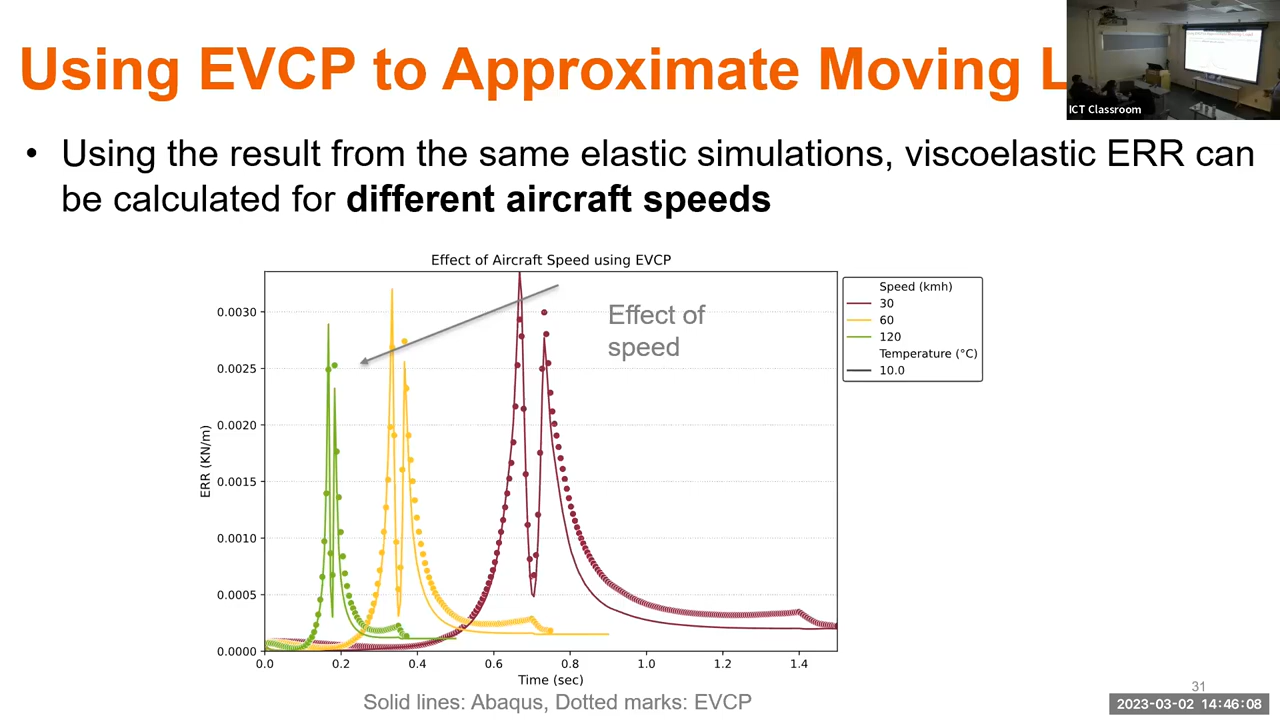 Using EVCP to Approximate Moving L
ICT Classroom
• Using the result from the same elastic simulations, viscoelastic ERR can
be calculated for different aircraft speeds
Effect of Aircraft Speed using EVCP
Effect of
speed
Speed (kmh)
30
60
120
Temperature (°C)
10.0
ERR (KN/m)
0.0030
0.0025
0.0020
0.0015
0.0010
0.0005
0.0000
0.0 0.2 0.4 0.6 0.8 1.0 1.2 1.4
Time (sec)
Solid lines: Abaqus, Dotted marks: EVCP
31
2023-03-02 14:46:08